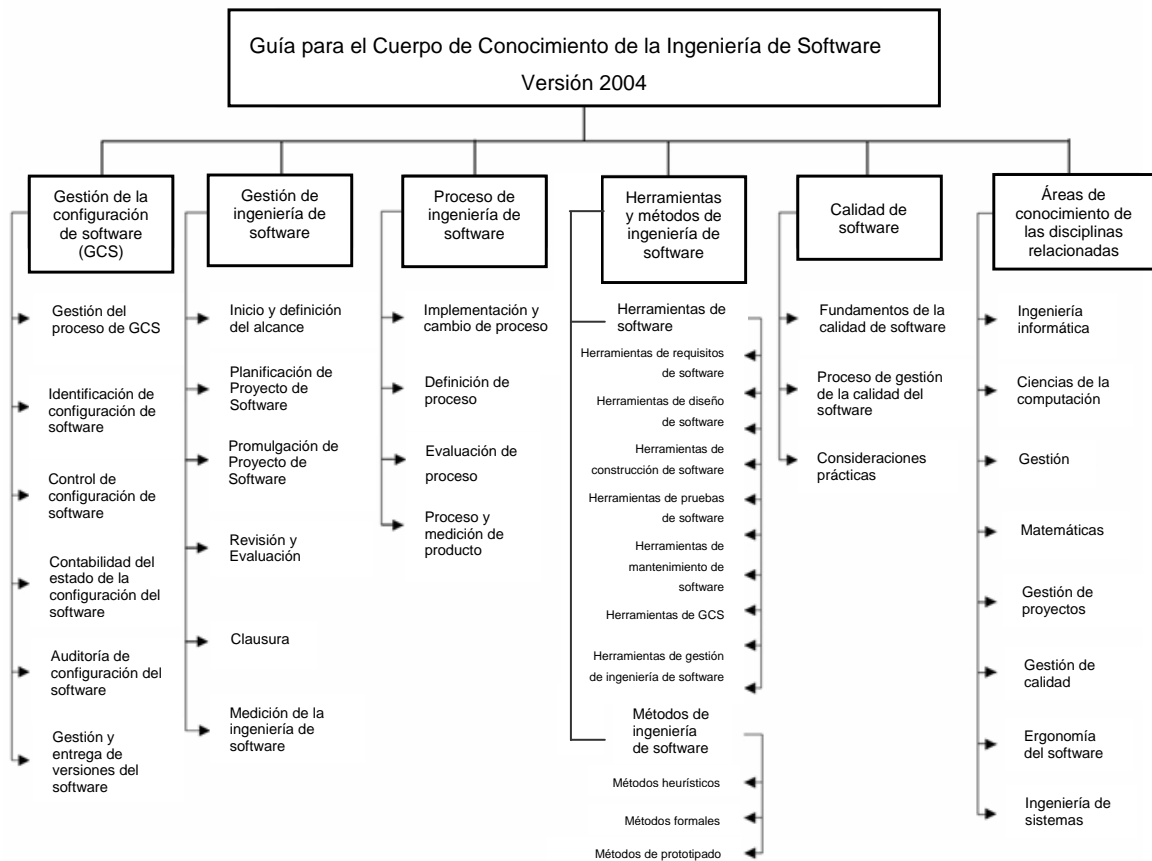 Guía para el Cuerpo de Conocimiento de la Ingeniería de Software
Versión 2004
Gestión de la
configuración
de software
(GCS)
Gestión del
proceso de GCS
Identificación de
configuración de
software
Control de
configuración de
software
Contabilidad del
estado de la
configuración del
software
Auditoría de
configuración del
software
Gestión y
entrega de
versiones del
software
Gestión de
ingeniería de
software
Inicio y definición
del alcance
Planificación de
Proyecto de
Software
Promulgación de
Proyecto de
Software
Revisión y
Evaluación
Clausura
Medición de la
ingeniería de
software
Proceso de
ingeniería de
software
Implementación y
cambio de proceso
Definición de
proceso
Evaluación de
proceso
Proceso y
medición de
producto
Herramientas
y métodos de
ingeniería de
software
Herramientas de
software
Herramientas de requisitos
de software
Herramientas de diseño
de software
Herramientas de
construcción de software
Herramientas de pruebas
de software
Herramientas de
mantenimiento de
software
Herramientas de GCS
Herramientas de gestión
de ingeniería de software
Métodos de
ingeniería
de software
Métodos heurísticos
Métodos formales
Métodos de prototipado
Calidad de
software
Fundamentos de la
calidad de software
Proceso de gestión
de la calidad del
software
Consideraciones
prácticas
Áreas de
conocimiento de
las disciplinas
relacionadas
Ingeniería
informática
Ciencias de la
computación
Gestión
Matemáticas
Gestión de
proyectos
Gestión de
calidad
Ergonomía
del software
Ingeniería de
sistemas